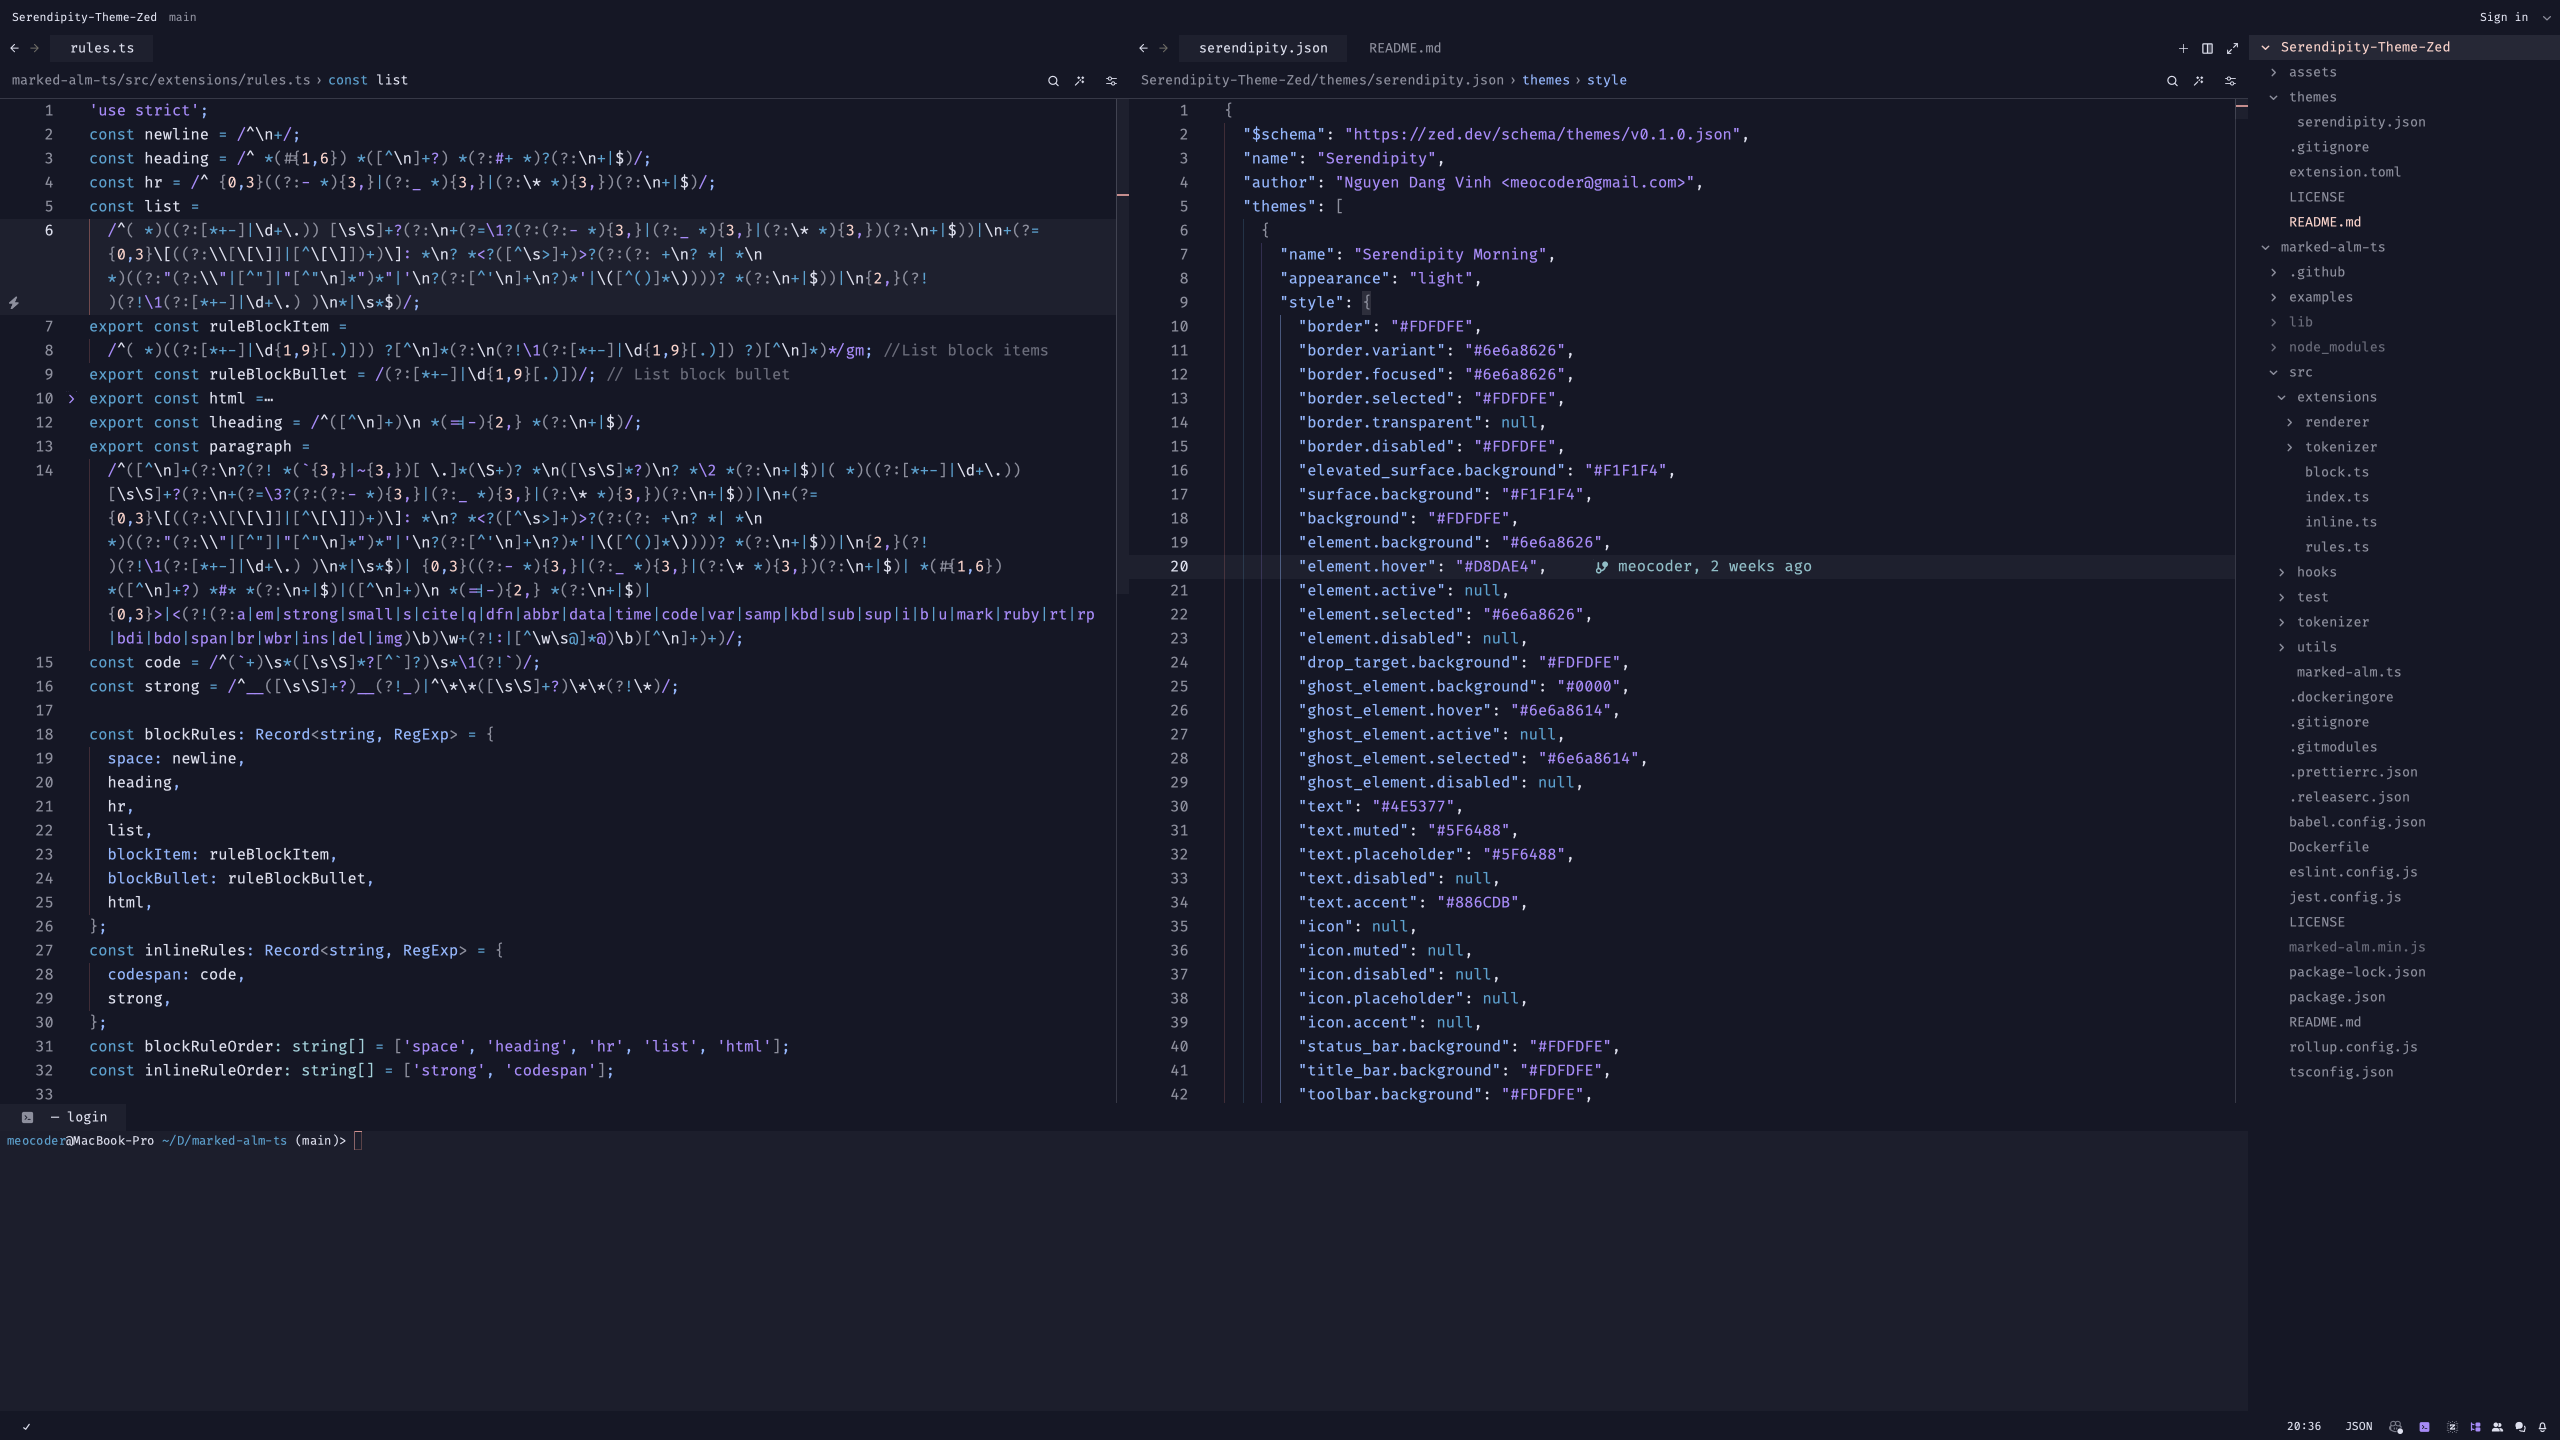 Serendipity-Theme-Zed main
Sign in
rules.ts
marked-alm-ts/src/extensions/rules.ts › const list
1 'use strict';
2 const newline = /^\n+/;
3 const heading = /^ *(#{1,6}) *([^\n]+?) *(?:#+ *)?(?:\n+|$)/;
4 const hr = /^ {0,3}((?:- *){3,}|(?:_ *){3,}|(?:\* *){3,})(?:\n+|$)/;
5 const list =
6 /^( *)((?:[*+-]|\d+\.)) [\s\S]+?(?:\n+(?=\1?(?:(?:- *){3,}|(?:_ *){3,}|(?:\* *){3,})(?:\n+|$))|\n+(?=
{0,3}\[((?:\\[\[\]]|[^\[\]])+)\]: *\n? *<?([^\s>]+)>?(?:(?: +\n? *| *\n
*)((?:"(?:\\"|[^"]|"[^"\n]*")*"|'\n?(?:[^'\n]+\n?)*'|\([^()]*\))))? *(?:\n+|$))|\n{2,}(?!
)(?!\1(?:[*+-]|\d+\.) )\n*|\s*$)/;
7 export const ruleBlockItem =
8 /^( *)((?:[*+-]|\d{1,9}[.)])) ?[^\n]*(?:\n(?!\1(?:[*+-]|\d{1,9}[.)]) ?)[^\n]*)*/gm; //List block items
9 export const ruleBlockBullet = /(?:[*+-]|\d{1,9}[.)])/; // List block bullet
10 export const html =⋯
12 export const lheading = /^([^\n]+)\n *(=|-){2,} *(?:\n+|$)/;
13 export const paragraph =
14 /^([^\n]+(?:\n?(?! *(`{3,}|~{3,})[ \.]*(\S+)? *\n([\s\S]*?)\n? *\2 *(?:\n+|$)|( *)((?:[*+-]|\d+\.))
[\s\S]+?(?:\n+(?=\3?(?:(?:- *){3,}|(?:_ *){3,}|(?:\* *){3,})(?:\n+|$))|\n+(?=
{0,3}\[((?:\\[\[\]]|[^\[\]])+)\]: *\n? *<?([^\s>]+)>?(?:(?: +\n? *| *\n
*)((?:"(?:\\"|[^"]|"[^"\n]*")*"|'\n?(?:[^'\n]+\n?)*'|\([^()]*\))))? *(?:\n+|$))|\n{2,}(?!
)(?!\1(?:[*+-]|\d+\.) )\n*|\s*$)| {0,3}((?:- *){3,}|(?:_ *){3,}|(?:\* *){3,})(?:\n+|$)| *(#{1,6})
*([^\n]+?) *#* *(?:\n+|$)|([^\n]+)\n *(=|-){2,} *(?:\n+|$)|
{0,3}>|<(?!(?:a|em|strong|small|s|cite|q|dfn|abbr|data|time|code|var|samp|kbd|sub|sup|i|b|u|mark|ruby|rt|rp
|bdi|bdo|span|br|wbr|ins|del|img)\b)\w+(?!:|[^\w\s@]*@)\b)[^\n]+)+)/;
15 const code = /^(`+)\s*([\s\S]*?[^`]?)\s*\1(?!`)/;
16 const strong = /^__([\s\S]+?)__(?!_)|^\*\*([\s\S]+?)\*\*(?!\*)/;
17
18 const blockRules: Record<string, RegExp> = {
19 space: newline,
20 heading,
21 hr,
22 list,
23 blockItem: ruleBlockItem,
24 blockBullet: ruleBlockBullet,
25 html,
26 };
27 const inlineRules: Record<string, RegExp> = {
28 codespan: code,
29 strong,
30 };
31 const blockRuleOrder: string[] = ['space', 'heading', 'hr', 'list', 'html'];
32 const inlineRuleOrder: string[] = ['strong', 'codespan'];
33
serendipity.json README.md
Serendipity-Theme-Zed/themes/serendipity.json › themes › style
1 {
2 "$schema": "https://zed.dev/schema/themes/v0.1.0.json",
3 "name": "Serendipity",
4 "author": "Nguyen Dang Vinh <meocoder@gmail.com>",
5 "themes": [
6 {
7 "name": "Serendipity Morning",
8 "appearance": "light",
9 "style": {
10 "border": "#FDFDFE",
11 "border.variant": "#6e6a8626",
12 "border.focused": "#6e6a8626",
13 "border.selected": "#FDFDFE",
14 "border.transparent": null,
15 "border.disabled": "#FDFDFE",
16 "elevated_surface.background": "#F1F1F4",
17 "surface.background": "#F1F1F4",
18 "background": "#FDFDFE",
19 "element.background": "#6e6a8626",
20 "element.hover": "#D8DAE4", meocoder, 2 weeks ago
21 "element.active": null,
22 "element.selected": "#6e6a8626",
23 "element.disabled": null,
24 "drop_target.background": "#FDFDFE",
25 "ghost_element.background": "#0000",
26 "ghost_element.hover": "#6e6a8614",
27 "ghost_element.active": null,
28 "ghost_element.selected": "#6e6a8614",
29 "ghost_element.disabled": null,
30 "text": "#4E5377",
31 "text.muted": "#5F6488",
32 "text.placeholder": "#5F6488",
33 "text.disabled": null,
34 "text.accent": "#886CDB",
35 "icon": null,
36 "icon.muted": null,
37 "icon.disabled": null,
38 "icon.placeholder": null,
39 "icon.accent": null,
40 "status_bar.background": "#FDFDFE",
41 "title_bar.background": "#FDFDFE",
42 "toolbar.background": "#FDFDFE",
Serendipity-Theme-Zed
assets
themes
serendipity.json
.gitignore
extension.toml
LICENSE
README.md
marked-alm-ts
.github
examples
lib
node_modules
src
extensions
renderer
tokenizer
block.ts
index.ts
inline.ts
rules.ts
hooks
test
tokenizer
utils
marked-alm.ts
.dockeringore
.gitignore
.gitmodules
.prettierrc.json
.releaserc.json
babel.config.json
Dockerfile
eslint.config.js
jest.config.js
LICENSE
marked-alm.min.js
package-lock.json
package.json
README.md
rollup.config.js
tsconfig.json
— login
meocoder@MacBook-Pro ~/D/marked-alm-ts (main)>
20:36 JSON